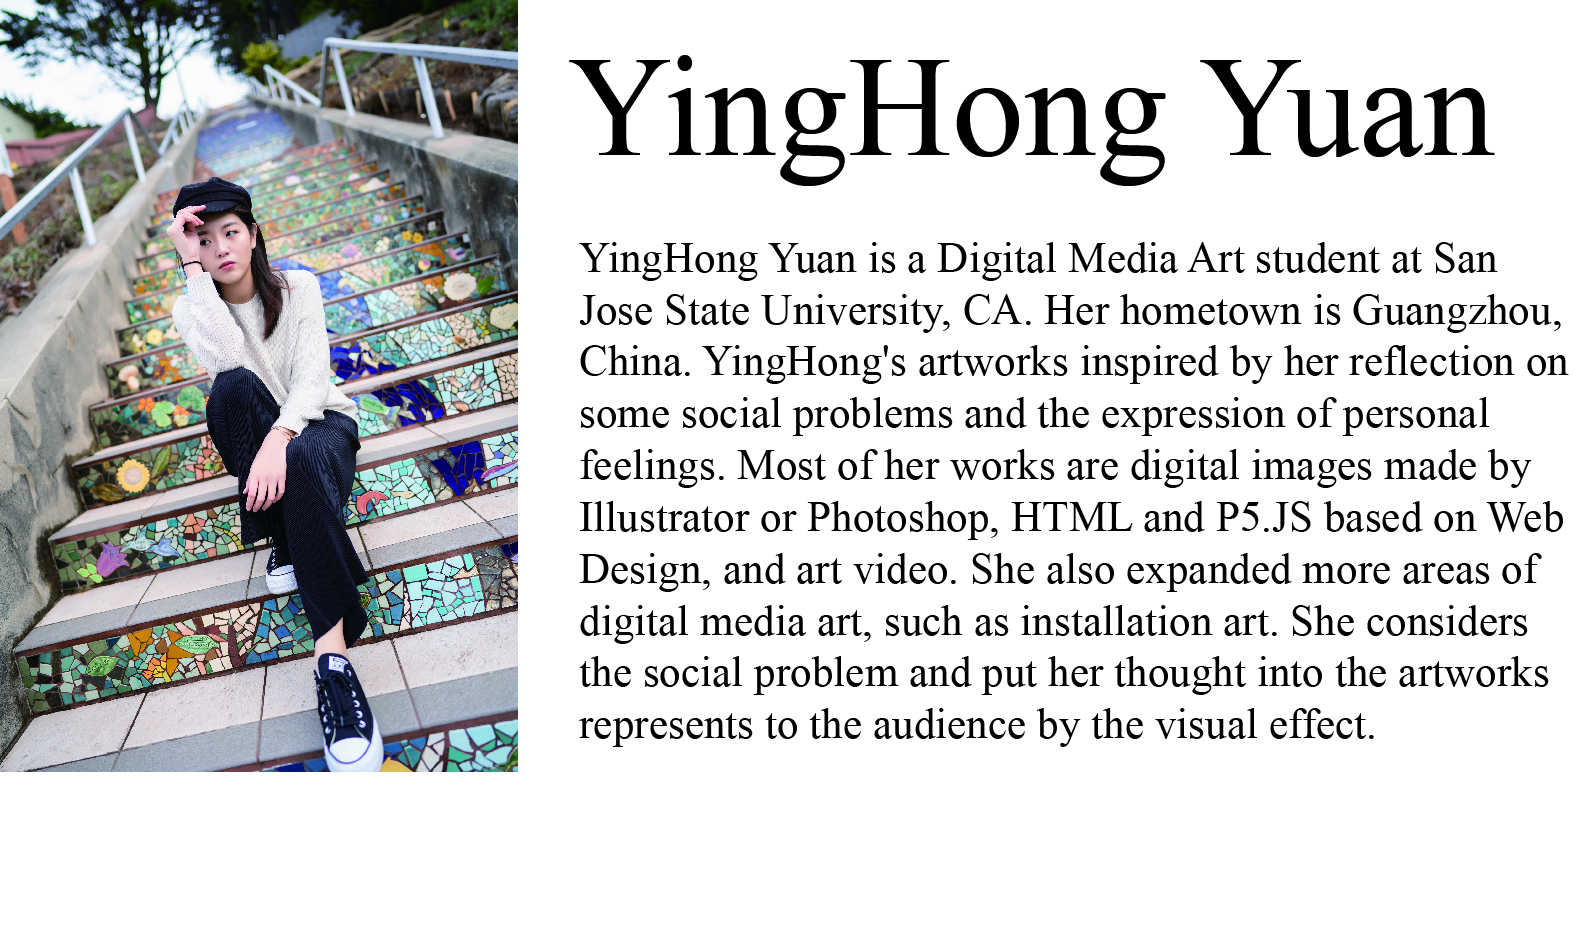 YingHong Yuan
YingHong Yuan is a Digital Media Art student at San
Jose State University, CA. Her hometown is Guangzhou,
China. YingHong's artworks inspired by her reflection on
some social problems and the expression of personal
feelings. Most of her works are digital images made by
Illustrator or Photoshop, HTML and P5.JS based on Web
Design, and art video. She also expanded more areas of
digital media art, such as installation art. She considers
the social problem and put her thought into the artworks
represents to the audience by the visual effect.